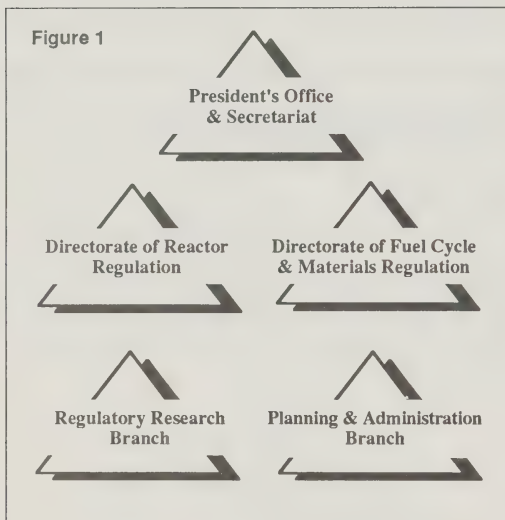 Figure 1
President's Office
& Secretariat
Directorate of Reactor
Regulation
Directorate of Fuel Cycle
& Materials Regulation
Regulatory Research
Branch
Planning & Administration
Branch